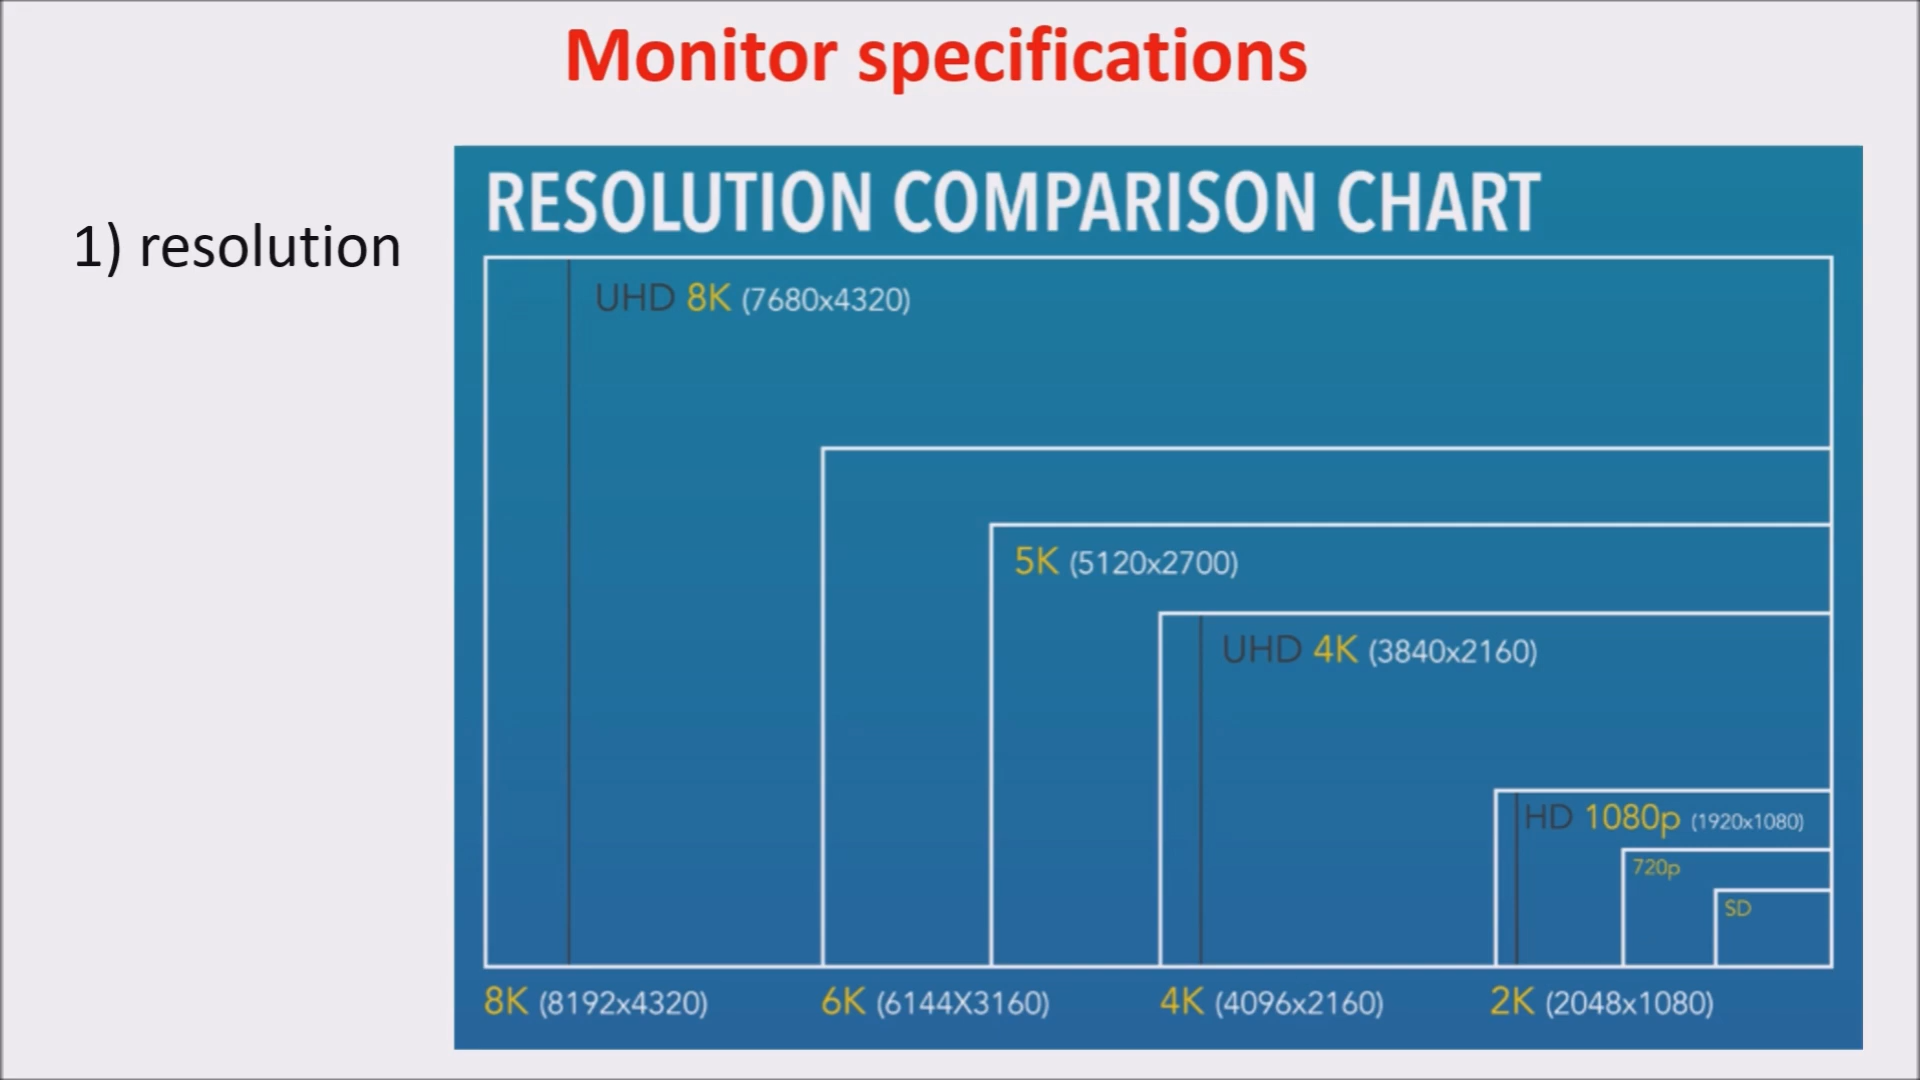 Monitor specifications
1) resolution
RESOLUTION COMPARISON CHART
UHD 8K (7680x4320)
5K (5120x2700)
UHD 4K (3840x2160)
HD 1080p (1920x1080)
720p
SD
8K (8192x4320)
6K (6144X3160)
4K (4096x2160)
2K (2048x1080)